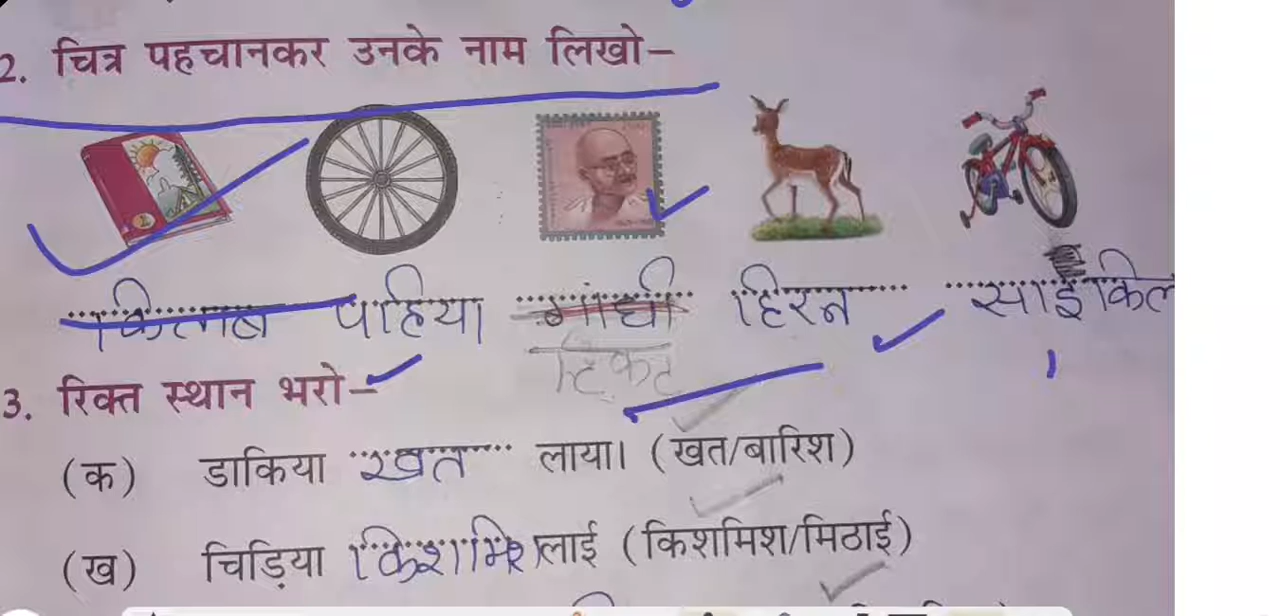 2. चित्र पहचानकर उनके नाम लिखो–
किताब पहिया गांधी हिरन साईकिल
टिकट
3. रिक्त स्थान भरो–
(क) डाकिया खत लाया। (खत/बारिश)
(ख) चिड़िया किशमिश लाई (किशमिश/मिठाई)